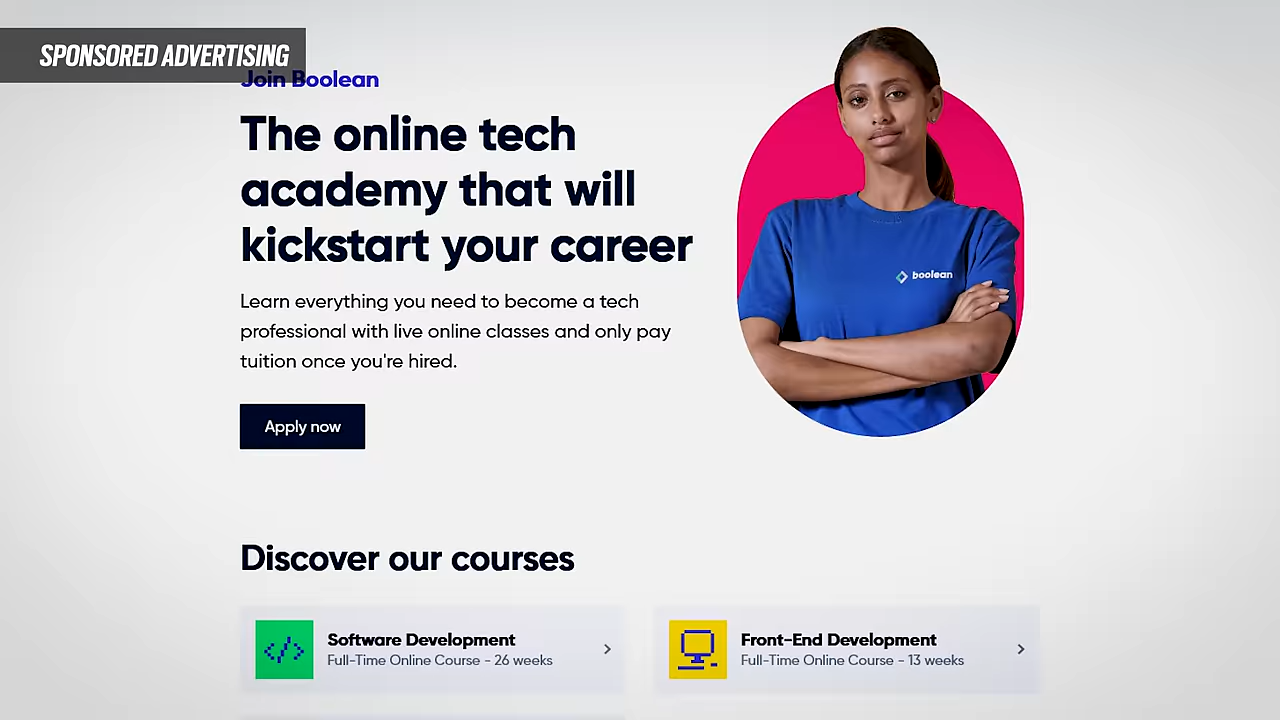 SPONSORED ADVERTISING
Join Boolean
The online tech
academy that will
kickstart your career
Learn everything you need to become a tech
professional with live online classes and only pay
tuition once you're hired.
Apply now
boolean
Discover our courses
Software Development
Full-Time Online Course - 26 weeks
Front-End Development
Full-Time Online Course - 13 weeks